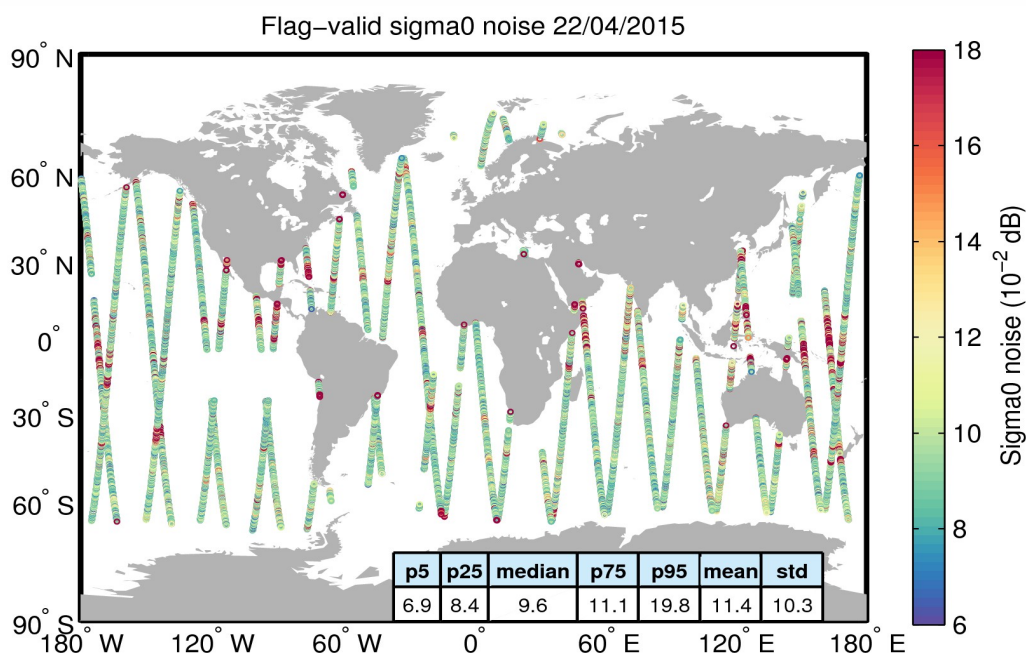 Flag−valid sigma0 noise 22/04/2015
90° N
60° N
30° N
0°
30° S
60° S
90° S
180° W
120° W
60° W
0°
60° E
120° E
180° E
p5 p25 median p75 p95 mean std
6.9 8.4 9.6 11.1 19.8 11.4 10.3
18
16
14
12
10
8
6
Sigma0 noise (10⁻² dB)